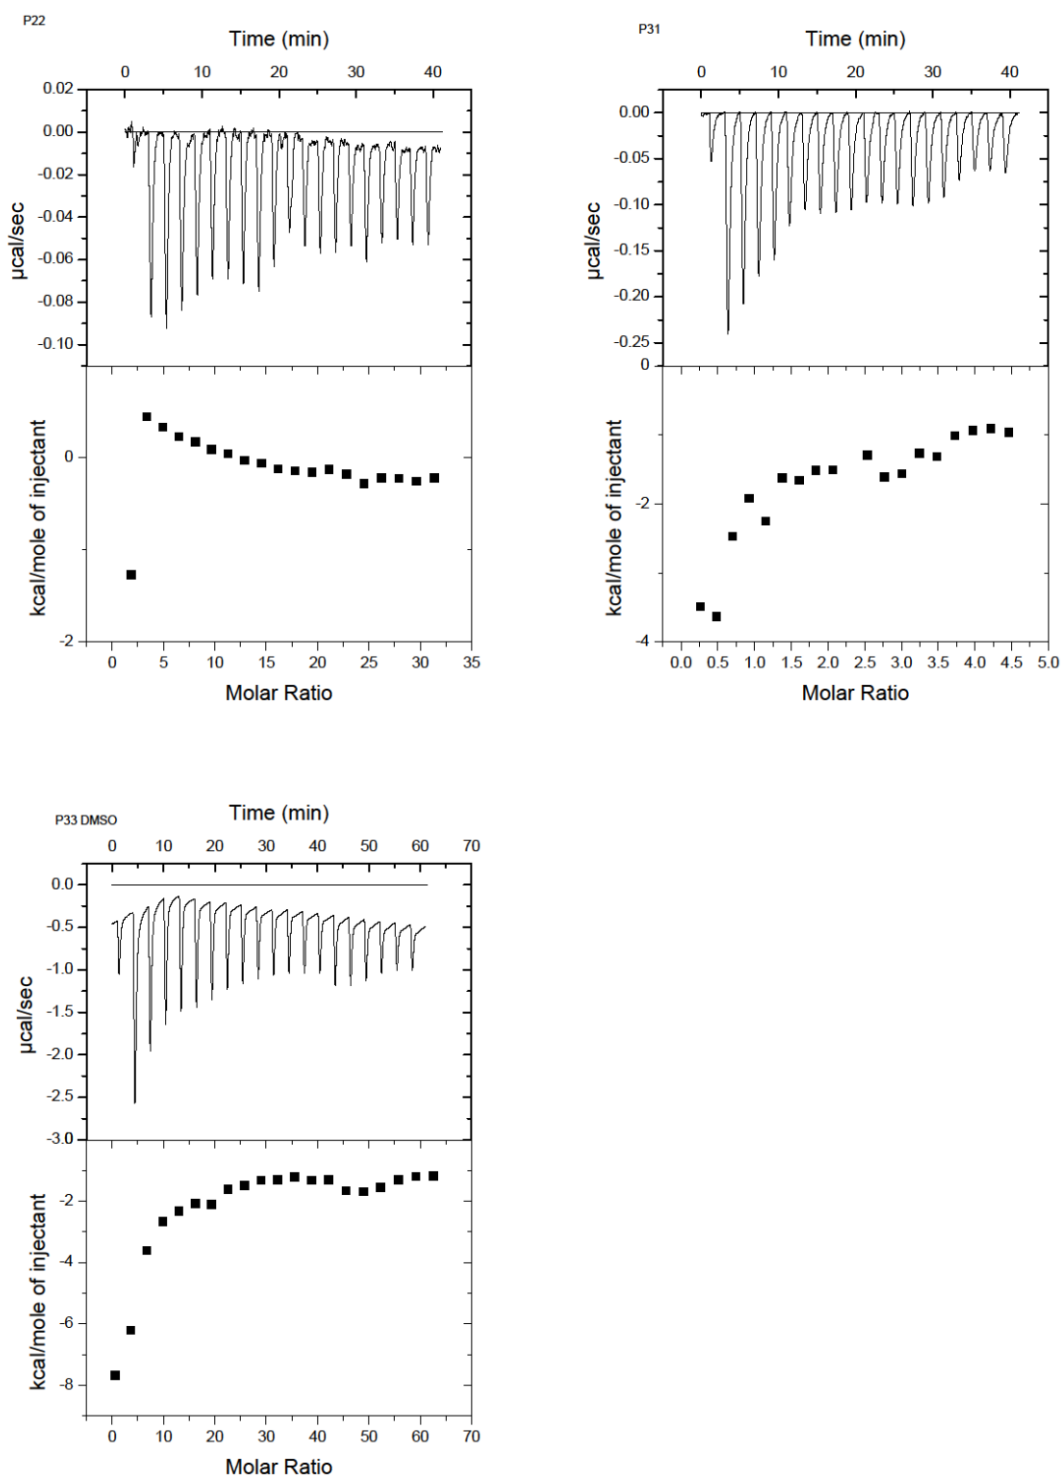 P22
Time (min)
0 10 20 30 40
0.02
0.00
-0.02
-0.04
-0.06
-0.08
-0.10
µcal/sec
0
-2
kcal/mole of injectant
0 5 10 15 20 25 30 35
Molar Ratio
P31
Time (min)
0 10 20 30 40
0.00
-0.05
-0.10
-0.15
-0.20
-0.25
µcal/sec
0
-2
-4
kcal/mole of injectant
0.0 0.5 1.0 1.5 2.0 2.5 3.0 3.5 4.0 4.5 5.0
Molar Ratio
P33 DMSO
Time (min)
0 10 20 30 40 50 60 70
0.0
-0.5
-1.0
-1.5
-2.0
-2.5
-3.0
µcal/sec
-2
-4
-6
-8
kcal/mole of injectant
0 10 20 30 40 50 60 70
Molar Ratio